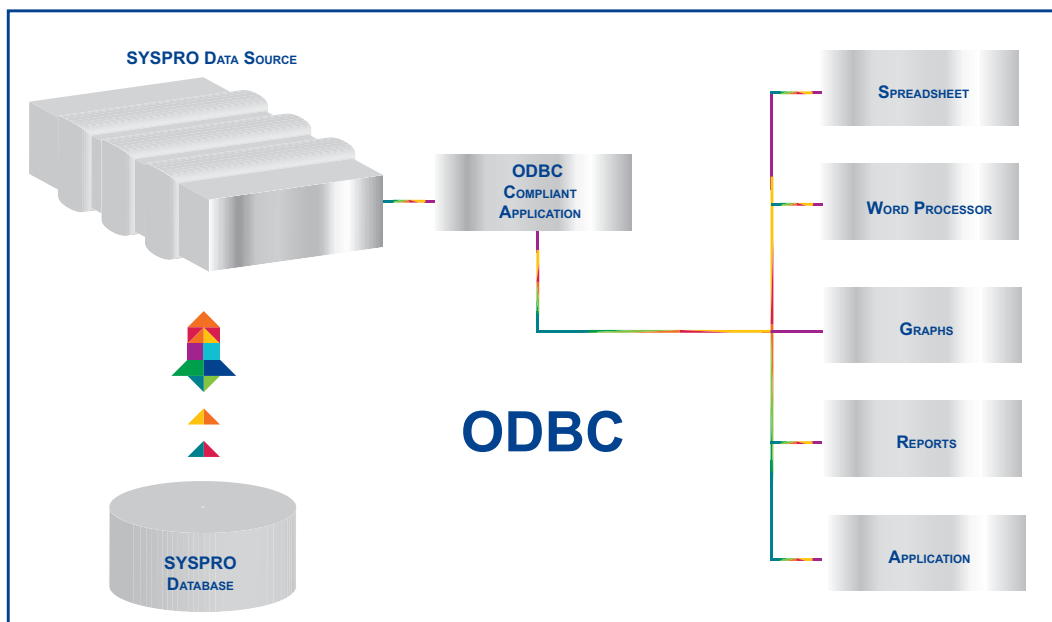 SYSPRO Data Source
ODBC
Compliant
Application
Spreadsheet
Word Processor
Graphs
Reports
Application
ODBC
SYSPRO
Database